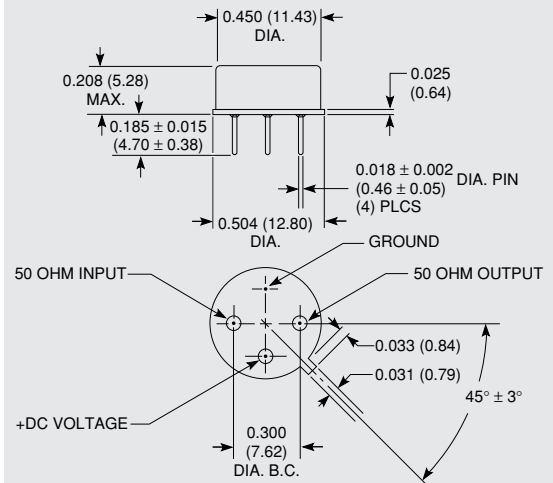 0.450 (11.43)
DIA.
0.208 (5.28)
MAX.
0.025
(0.64)
0.185 ± 0.015
(4.70 ± 0.38)
0.018 ± 0.002
(0.46 ± 0.05)
(4) PLCS
DIA. PIN
0.504 (12.80)
DIA.
GROUND
50 OHM INPUT
50 OHM OUTPUT
0.033 (0.84)
0.031 (0.79)
45° ± 3°
+DC VOLTAGE
0.300
(7.62)
DIA. B.C.